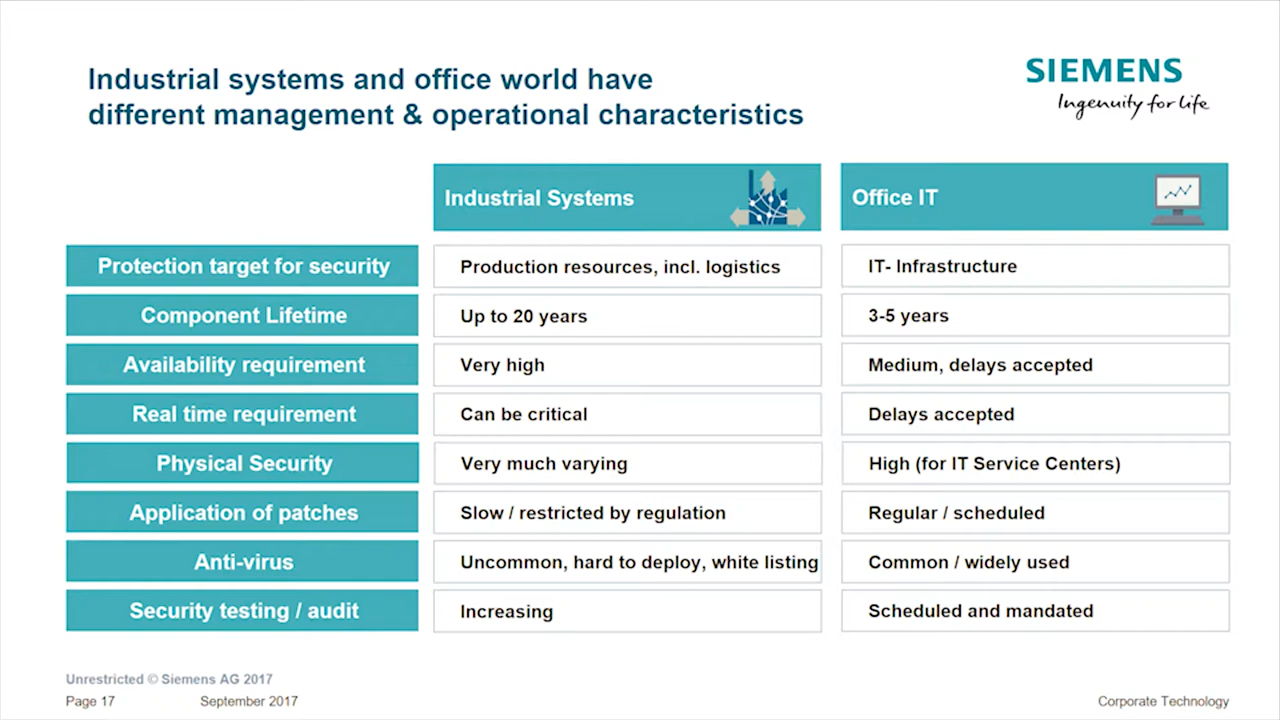 Industrial systems and office world have
different management & operational characteristics
SIEMENS
Ingenuity for life
Industrial Systems
Office IT
Protection target for security
Production resources, incl. logistics
IT- Infrastructure
Component Lifetime
Up to 20 years
3-5 years
Availability requirement
Very high
Medium, delays accepted
Real time requirement
Can be critical
Delays accepted
Physical Security
Very much varying
High (for IT Service Centers)
Application of patches
Slow / restricted by regulation
Regular / scheduled
Anti-virus
Uncommon, hard to deploy, white listing
Common / widely used
Security testing / audit
Increasing
Scheduled and mandated
Unrestricted © Siemens AG 2017
Page 17
September 2017
Corporate Technology